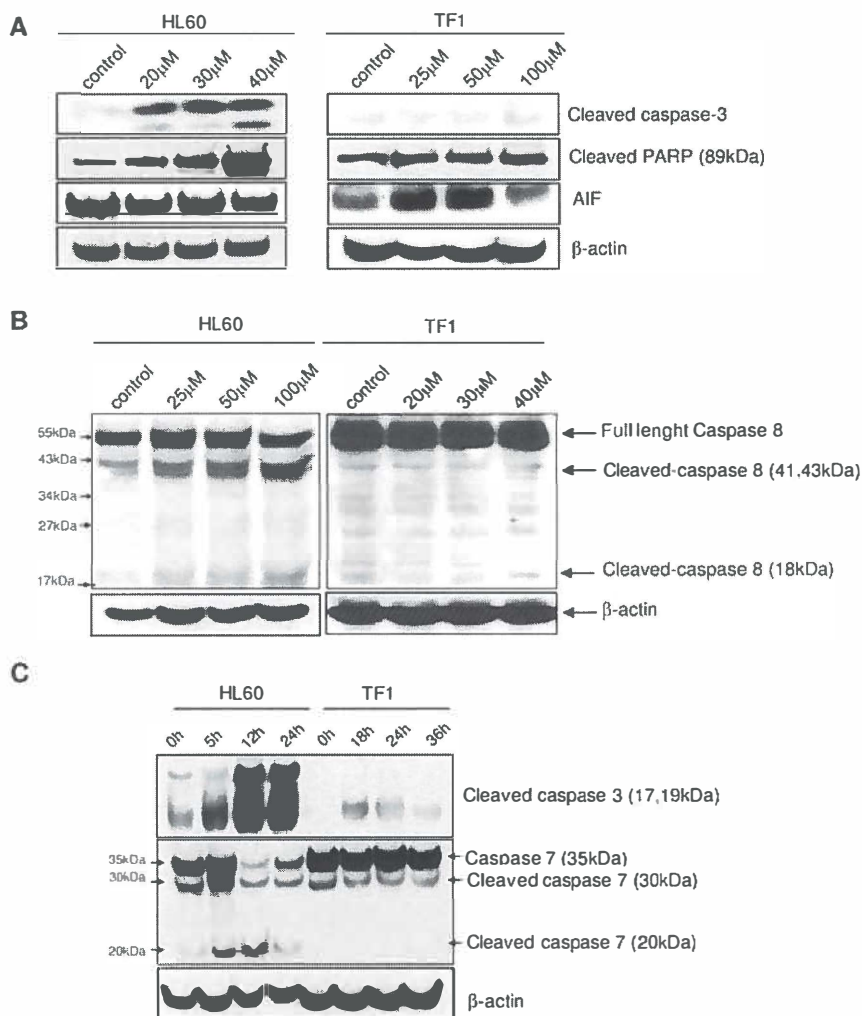 A
HL60 TF1
control 20µM 30µM 40µM control 25µM 50µM 100µM
Cleaved caspase-3
Cleaved PARP (89kDa)
AIF
β-actin
B
HL60 TF1
control 25µM 50µM 100µM control 20µM 30µM 40µM
55kDa Full lenght Caspase 8
43kDa Cleaved-caspase 8 (41,43kDa)
34kDa
27kDa
17kDa Cleaved-caspase 8 (18kDa)
β-actin
C
HL60 TF1
0h 5h 12h 24h 0h 18h 24h 36h
Cleaved caspase 3 (17,19kDa)
35kDa Caspase 7 (35kDa)
30kDa Cleaved caspase 7 (30kDa)
20kDa Cleaved caspase 7 (20kDa)
β-actin